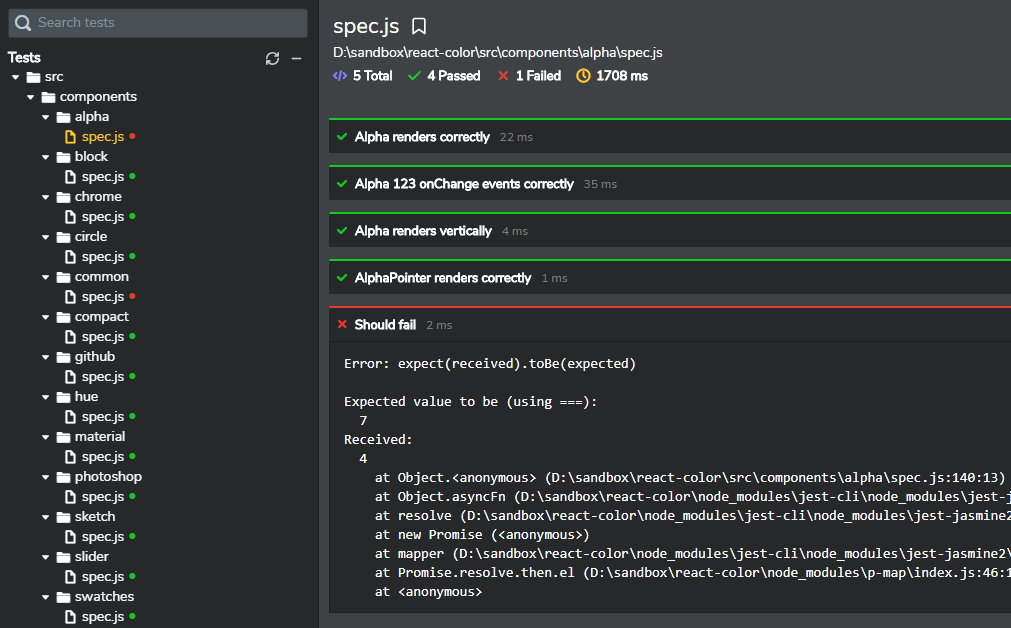 Search tests
Tests
src
components
alpha
spec.js
block
spec.js
chrome
spec.js
circle
spec.js
common
spec.js
compact
spec.js
github
spec.js
hue
spec.js
material
spec.js
photoshop
spec.js
sketch
spec.js
slider
spec.js
swatches
spec.js
spec.js
D:\sandbox\react-color\src\components\alpha\spec.js
5 Total 4 Passed 1 Failed 1708 ms
Alpha renders correctly 22 ms
Alpha 123 onChange events correctly 35 ms
Alpha renders vertically 4 ms
AlphaPointer renders correctly 1 ms
Should fail 2 ms
Error: expect(received).toBe(expected)
Expected value to be (using ===):
7
Received:
4
at Object.<anonymous> (D:\sandbox\react-color\src\components\alpha\spec.js:140:13)
at Object.asyncFn (D:\sandbox\react-color\node_modules\jest-cli\node_modules\jest-j
at resolve (D:\sandbox\react-color\node_modules\jest-cli\node_modules\jest-jasmine2
at new Promise (<anonymous>)
at mapper (D:\sandbox\react-color\node_modules\jest-cli\node_modules\jest-jasmine2\
at Promise.resolve.then.el (D:\sandbox\react-color\node_modules\p-map\index.js:46:1
at <anonymous>